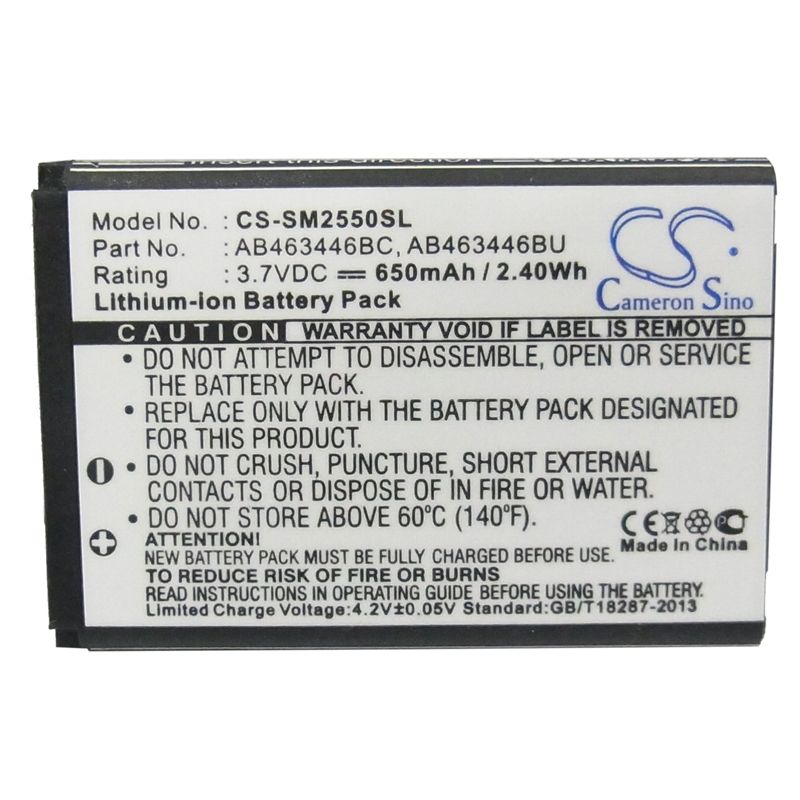 Insert this direction
CS
Cameron Sino
Model No. : CS-SM2550SL
Part No. : AB463446BC, AB463446BU
Rating : 3.7VDC 650mAh / 2.40Wh
Lithium-ion Battery Pack
CAUTION WARRANTY VOID IF LABEL IS REMOVED
• DO NOT ATTEMPT TO DISASSEMBLE, OPEN OR SERVICE
THE BATTERY PACK.
• REPLACE ONLY WITH THE BATTERY PACK DESIGNATED
FOR THIS PRODUCT.
• DO NOT CRUSH, PUNCTURE, SHORT EXTERNAL
CONTACTS OR DISPOSE OF IN FIRE OR WATER.
• DO NOT STORE ABOVE 60°C (140°F).
ATTENTION!
NEW BATTERY PACK MUST BE FULLY CHARGED BEFORE USE
TO REDUCE RISK OF FIRE OR BURNS
READ INSTRUCTIONS BEFORE USING THE BATTERY.
Limited Charge Voltage:4.2V±0.05V Standard:GB/T18287-2013
CE
Made In China